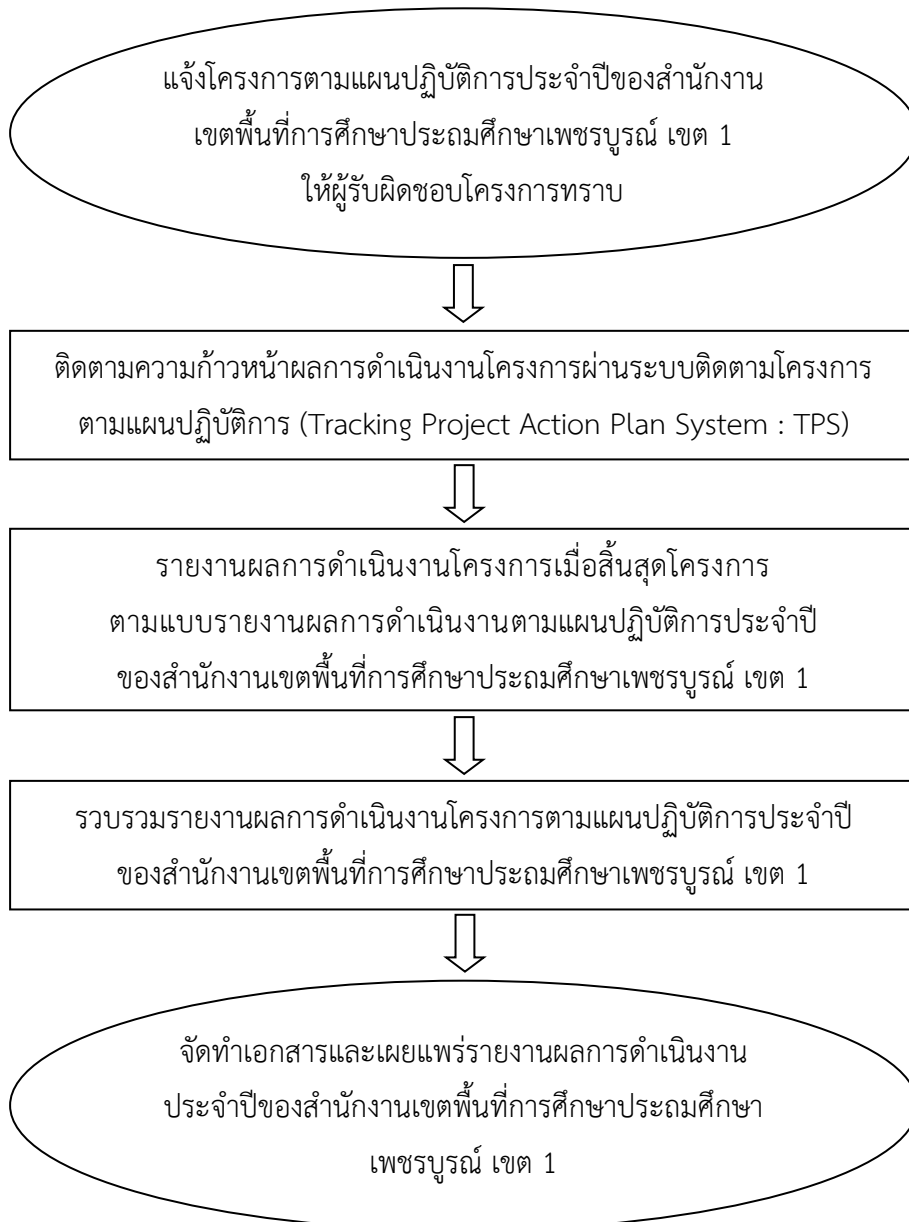 แจ้งโครงการตามแผนปฏิบัติการประจำปีของสำนักงาน
เขตพื้นที่การศึกษาประถมศึกษาเพชรบูรณ์ เขต 1
ให้ผู้รับผิดชอบโครงการทราบ
ติดตามความก้าวหน้าผลการดำเนินงานโครงการผ่านระบบติดตามโครงการ
ตามแผนปฏิบัติการ (Tracking Project Action Plan System : TPS)
รายงานผลการดำเนินงานโครงการเมื่อสิ้นสุดโครงการ
ตามแบบรายงานผลการดำเนินงานตามแผนปฏิบัติการประจำปี
ของสำนักงานเขตพื้นที่การศึกษาประถมศึกษาเพชรบูรณ์ เขต 1
รวบรวมรายงานผลการดำเนินงานโครงการตามแผนปฏิบัติการประจำปี
ของสำนักงานเขตพื้นที่การศึกษาประถมศึกษาเพชรบูรณ์ เขต 1
จัดทำเอกสารและเผยแพร่รายงานผลการดำเนินงาน
ประจำปีของสำนักงานเขตพื้นที่การศึกษาประถมศึกษา
เพชรบูรณ์ เขต 1